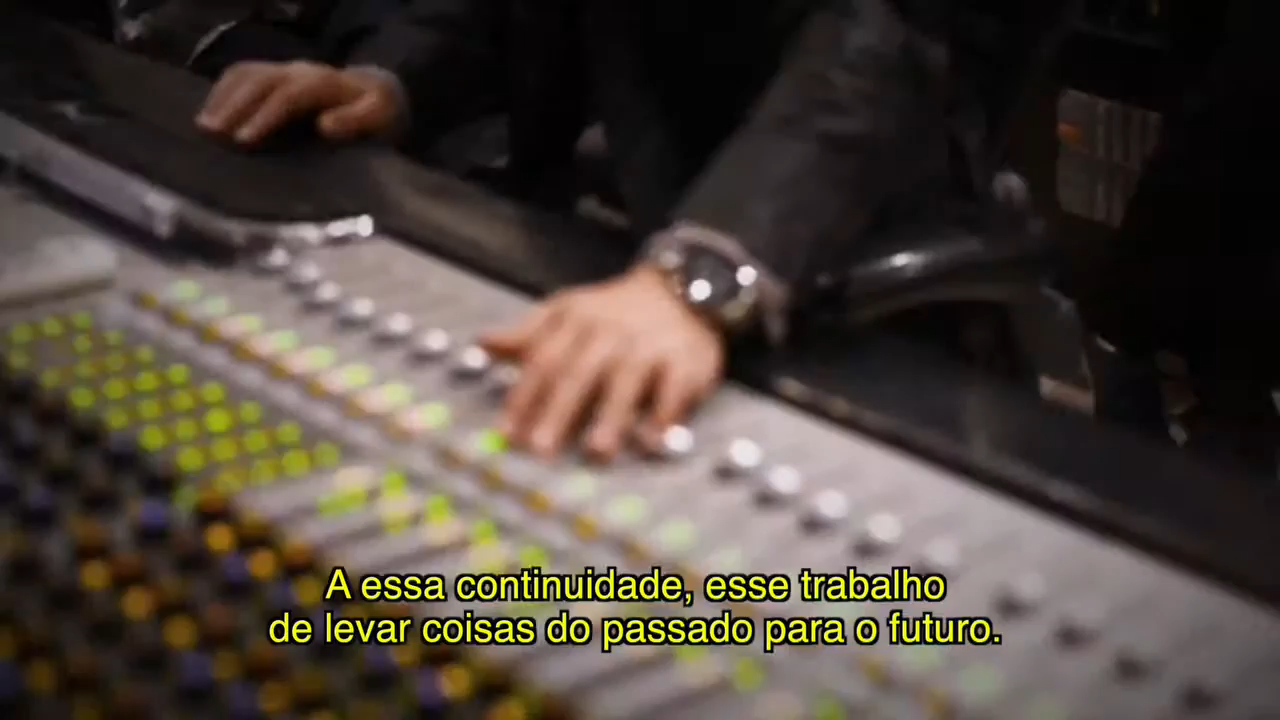 A essa continuidade, esse trabalho
de levar coisas do passado para o futuro.